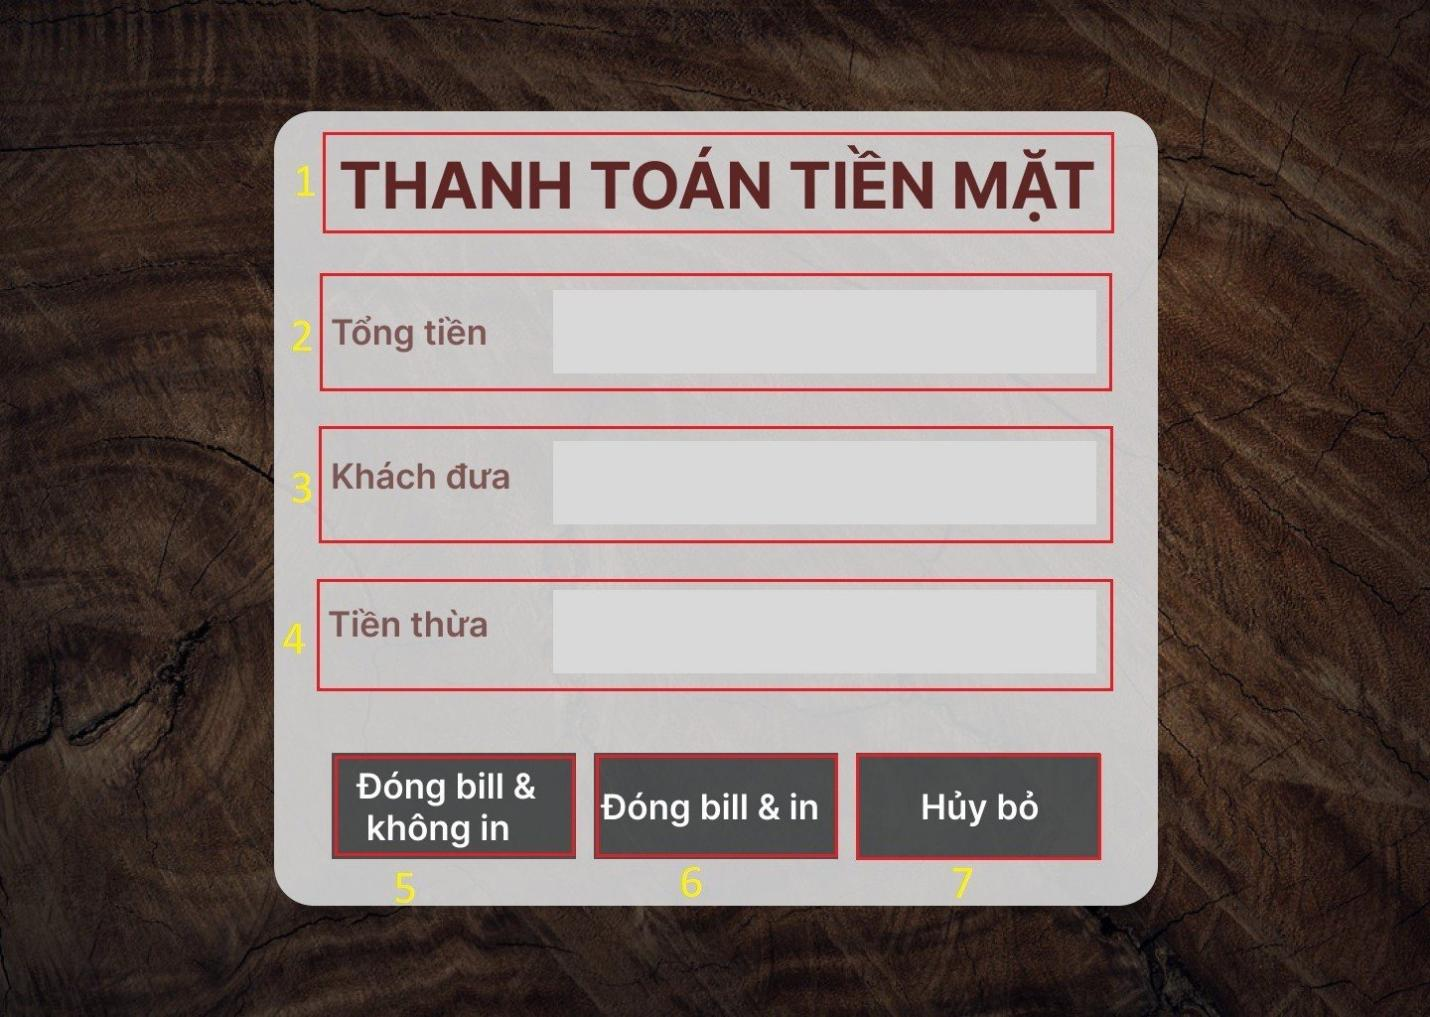 1 THANH TOÁN TIỀN MẶT
2 Tổng tiền
3 Khách đưa
4 Tiền thừa
Đóng bill &
không in
Đóng bill & in
Hủy bỏ
5 6 7